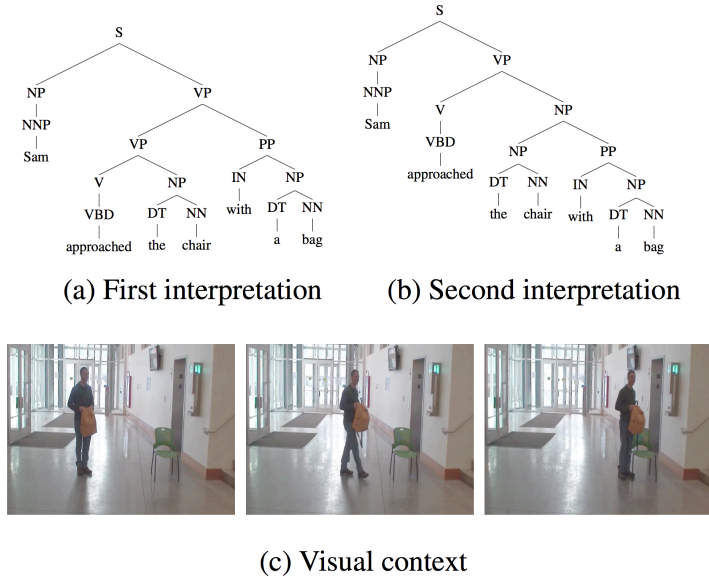 S
NP VP
NNP
VP PP
Sam
V NP IN NP
VBD DT NN with DT NN
approached the chair a bag
(a) First interpretation
S
NP VP
NNP
V NP
Sam
VBD
NP PP
approached
DT NN IN NP
the chair with DT NN
a bag
(b) Second interpretation
(c) Visual context